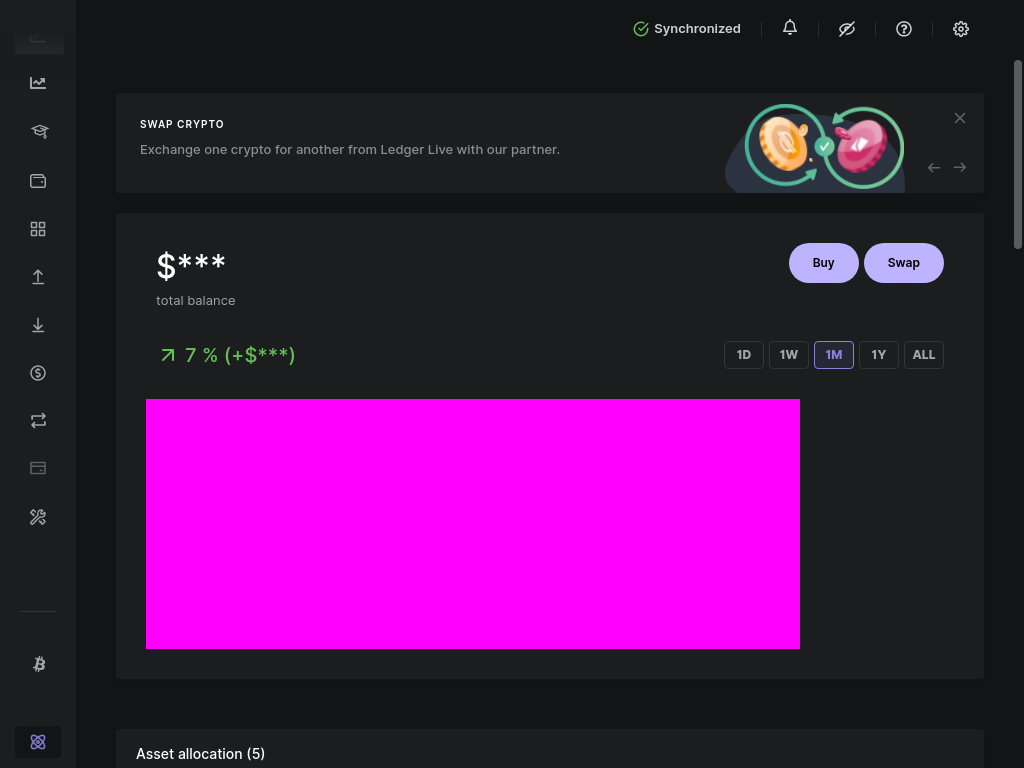 Synchronized
SWAP CRYPTO
Exchange one crypto for another from Ledger Live with our partner.
$***
Buy
Swap
total balance
7 % (+$***)
1D
1W
1M
1Y
ALL
Asset allocation (5)